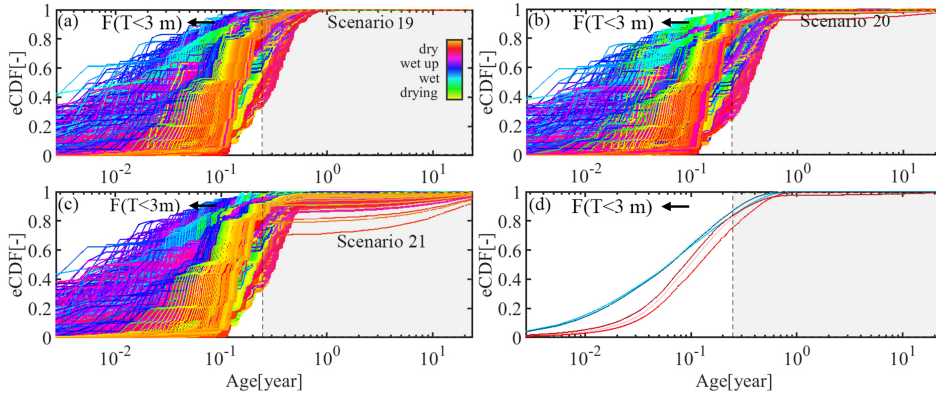 (a) F(T<3 m) Scenario 19
dry
wet up
wet
drying
eCDF[-]
1
0.8
0.6
0.4
0.2
0
10-2 10-1 100 101
(b) F(T<3 m) Scenario 20
eCDF[-]
1
0.8
0.6
0.4
0.2
0
10-2 10-1 100 101
(c) F(T<3m)
Scenario 21
eCDF[-]
1
0.8
0.6
0.4
0.2
0
10-2 10-1 100 101
Age[year]
(d) F(T<3 m)
eCDF[-]
1
0.8
0.6
0.4
0.2
0
10-2 10-1 100 101
Age[year]